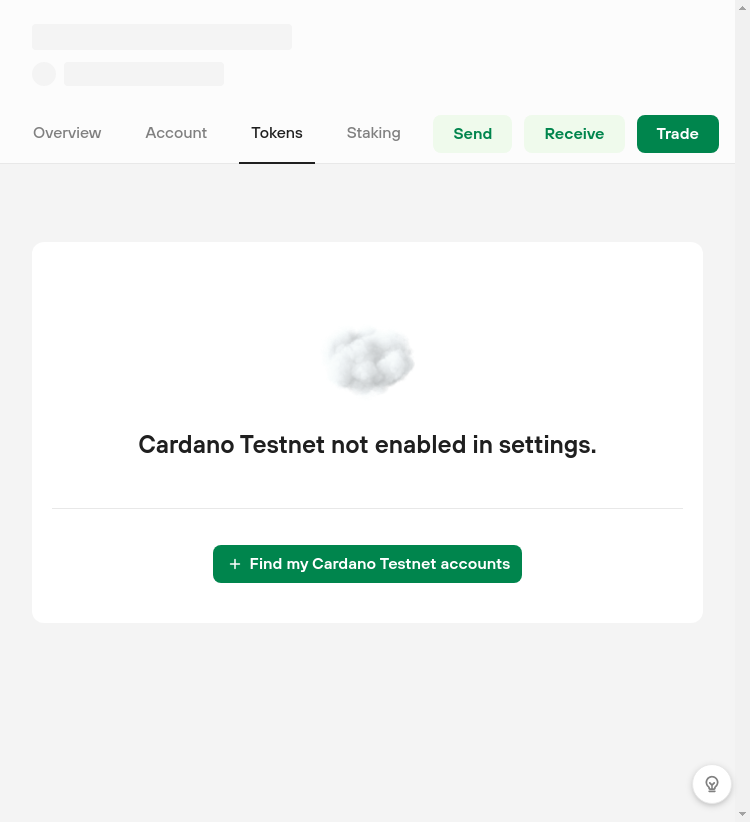 Overview Account Tokens Staking Send Receive Trade
Cardano Testnet not enabled in settings.
+ Find my Cardano Testnet accounts